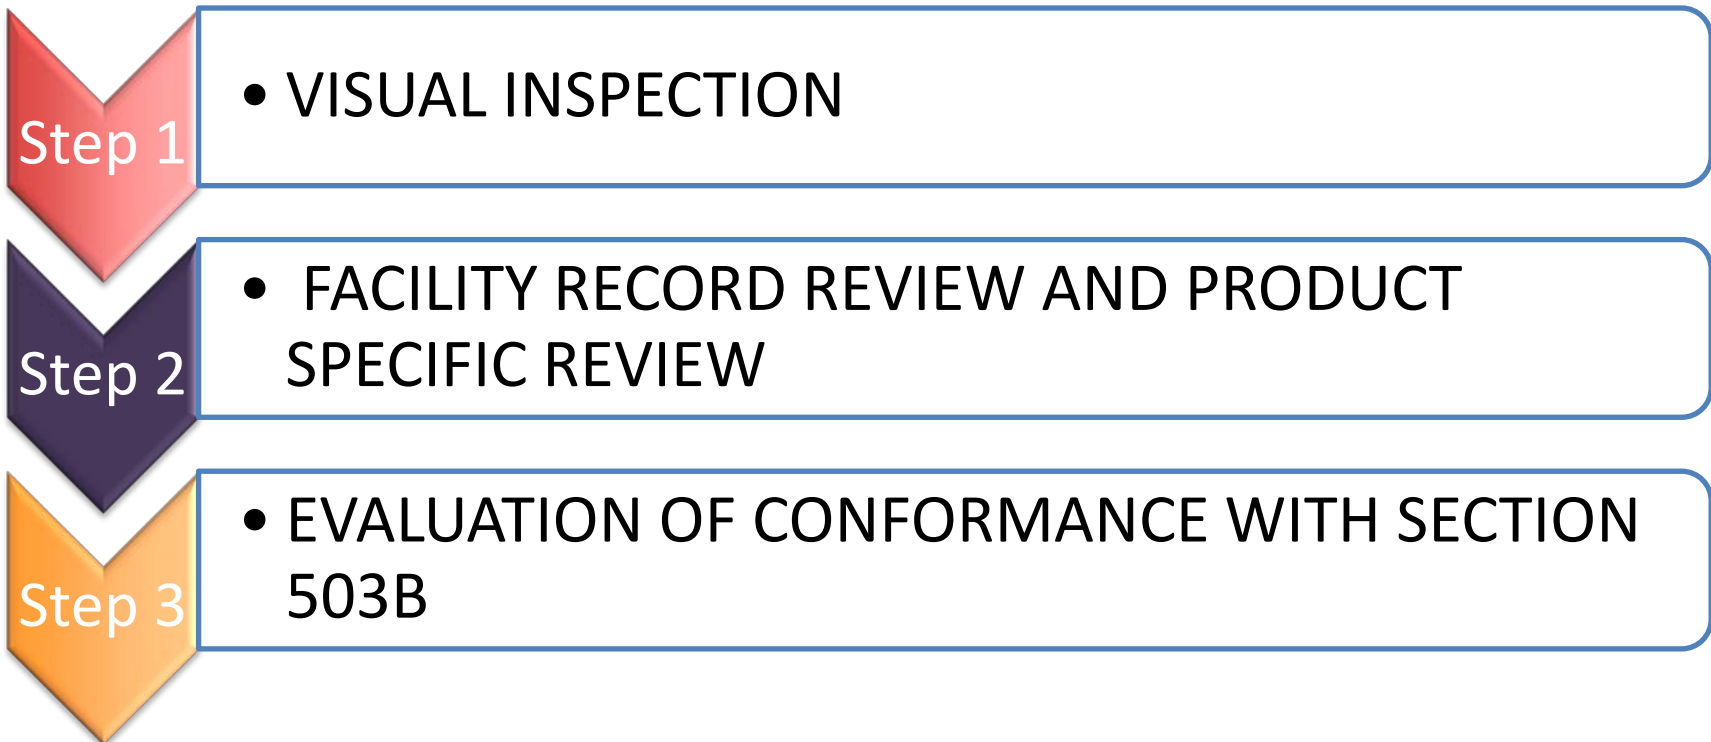 Step 1
• VISUAL INSPECTION
Step 2
• FACILITY RECORD REVIEW AND PRODUCT
SPECIFIC REVIEW
Step 3
• EVALUATION OF CONFORMANCE WITH SECTION
503B